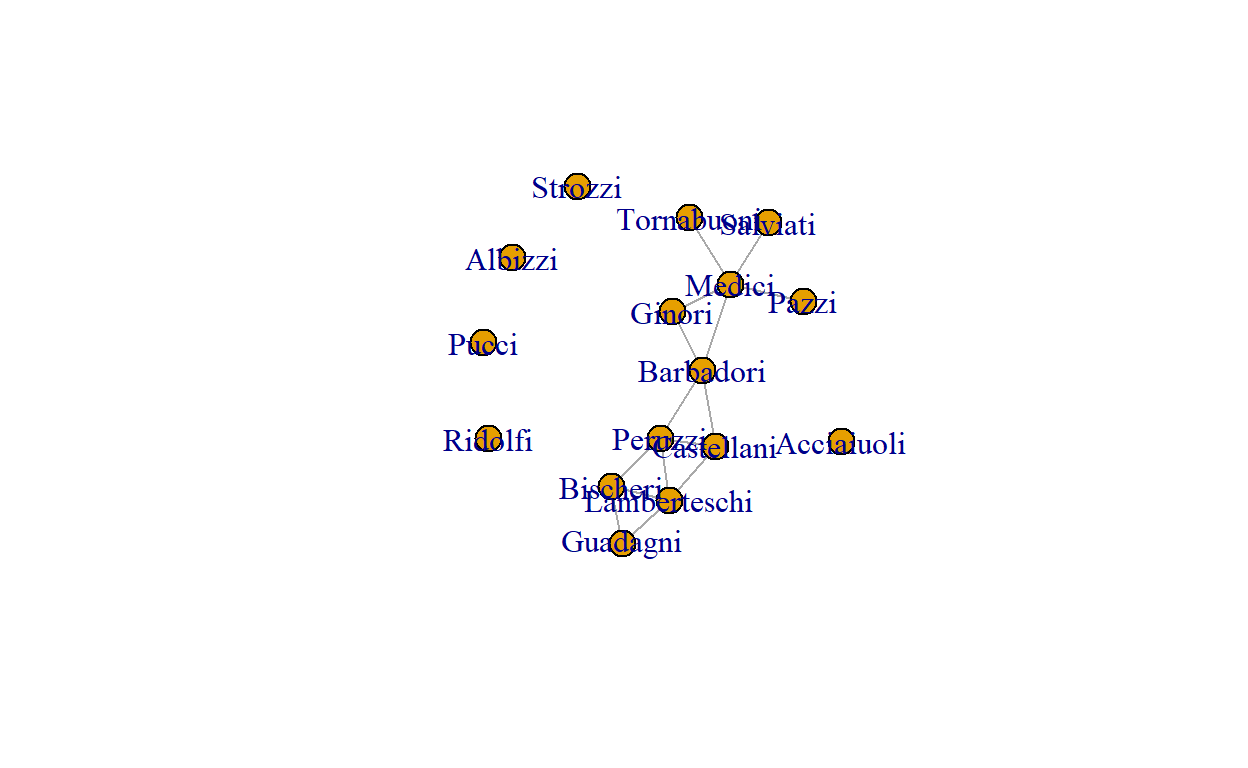 Strozzi
Tornabuoni
Salviati
Albizzi
Medici
Pazzi
Ginori
Pucci
Barbadori
Ridolfi
Peruzzi
Castellani
Acciaiuoli
Bischeri
Lamberteschi
Guadagni